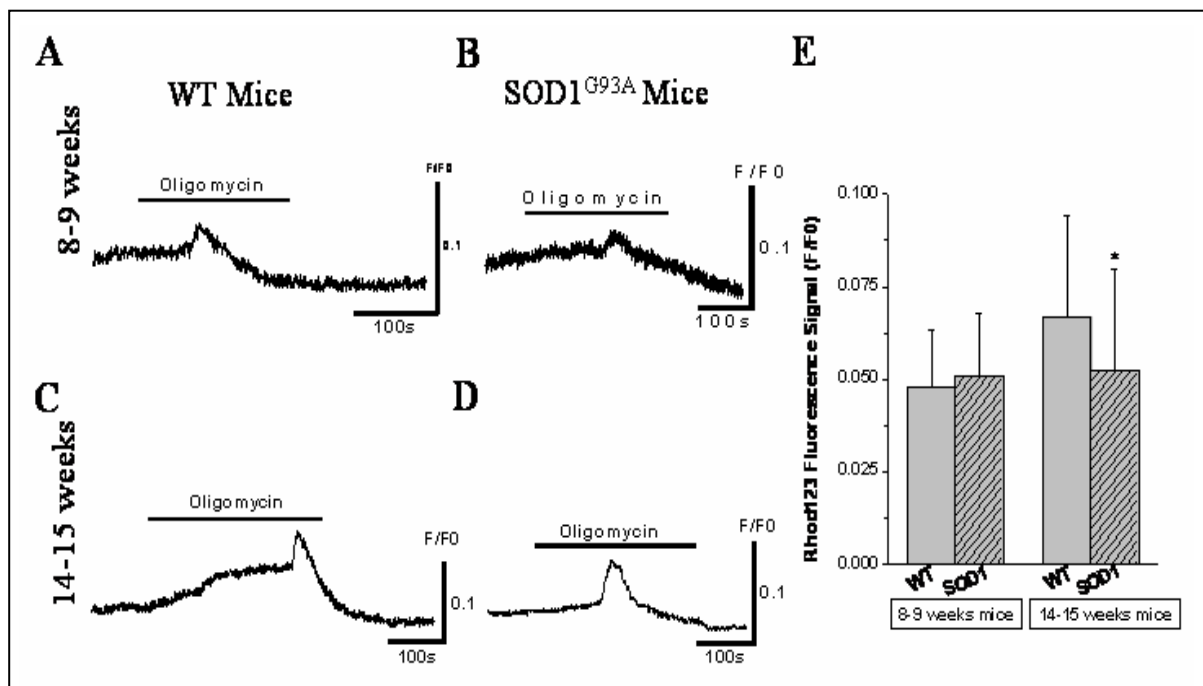 A
WT Mice
8-9 weeks
Oligomycin
F/F0
0.1
100s
B
SOD1G93A Mice
Oligomycin
F/F0
0.1
100s
C
14-15 weeks
Oligomycin
F/F0
0.1
100s
D
Oligomycin
F/F0
0.1
100s
E
Rhod123 Fluorescence Signal (F/F0)
0.100
0.075
0.050
0.025
0.000
*
WT
SOD1
WT
SOD1
8-9 weeks mice
14-15 weeks mice